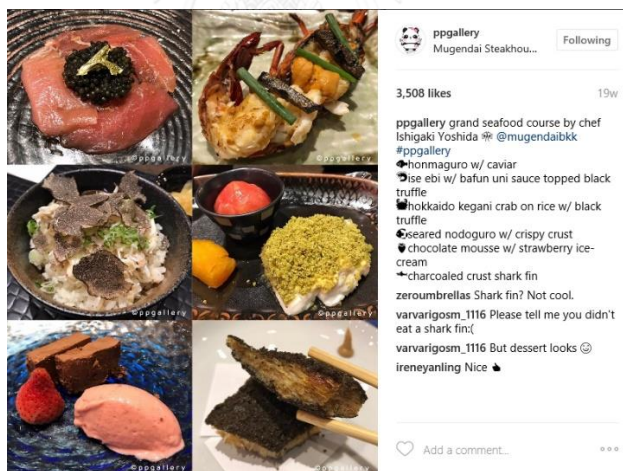 ©ppgallery
©ppgallery
©ppgallery
©ppgallery
©ppgallery
©ppgallery
ppgallery
Mugendai Steakhou...
Following
3,508 likes
19w
ppgallery grand seafood course by chef
Ishigaki Yoshida @mugendaibkk
#ppgallery
honmaguro w/ caviar
ise ebi w/ bafun uni sauce topped black
truffle
hokkaido kegani crab on rice w/ black
truffle
seared nodoguro w/ crispy crust
chocolate mousse w/ strawberry ice-
cream
charcoaled crust shark fin
zeroumbrellas Shark fin? Not cool.
varvarigosm_1116 Please tell me you didn't
eat a shark fin:(
varvarigosm_1116 But dessert looks ☺
ireneyanling Nice
Add a comment...